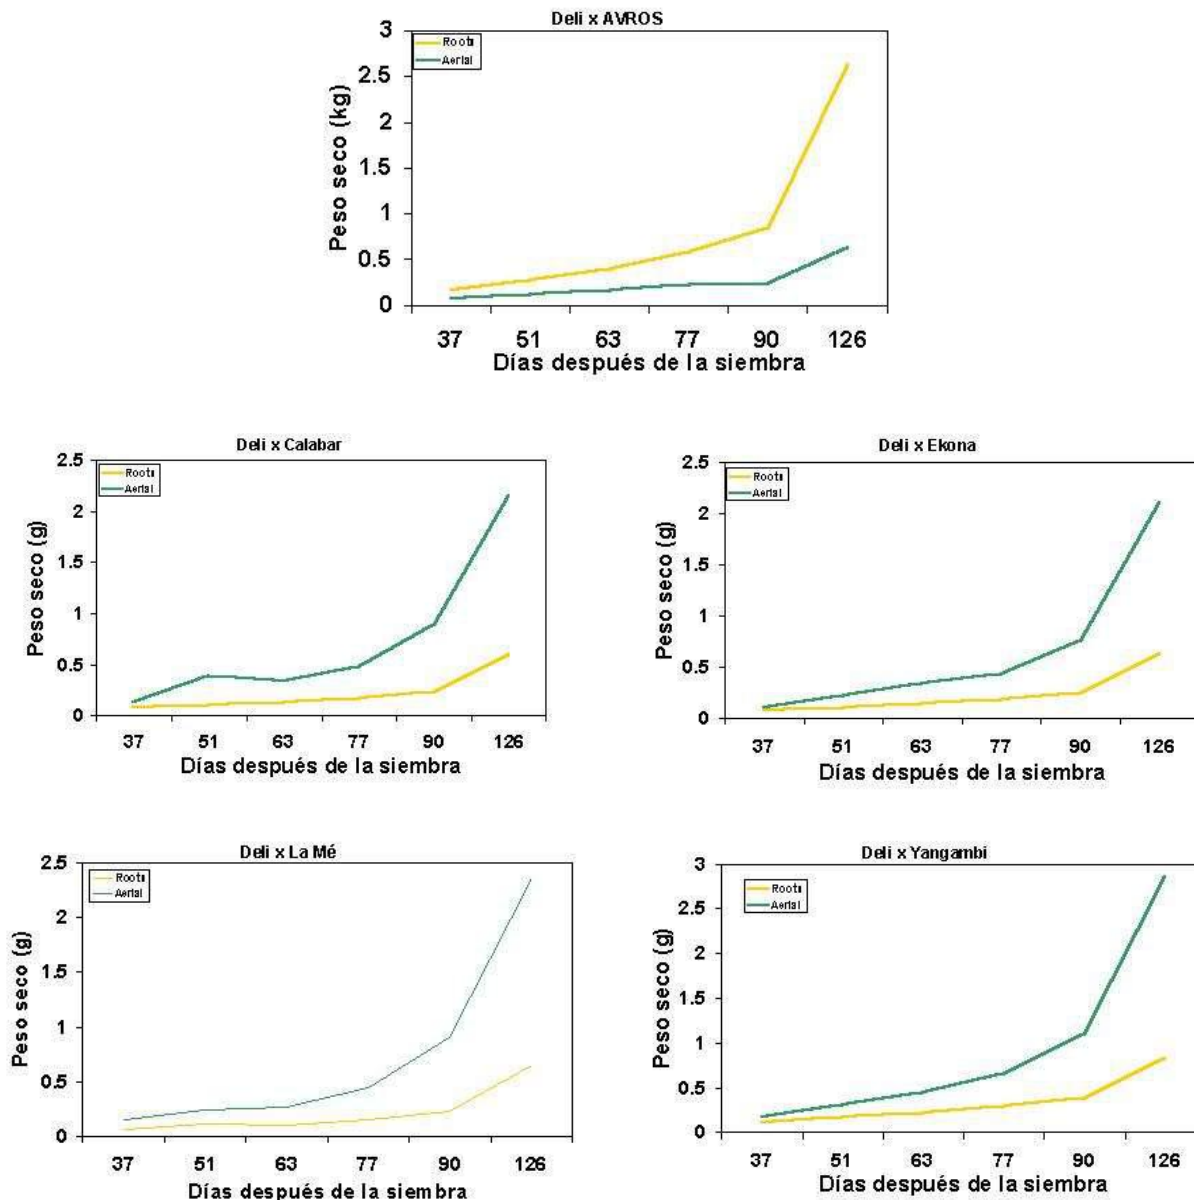 Deli x AVROS
3
Roots
Aerial
2.5
2
1.5
1
0.5
0
Peso seco (kg)
37 51 63 77 90 126
Días después de la siembra
Deli x Calabar
2.5
Roots
Aerial
2
1.5
1
0.5
0
Peso seco (g)
37 51 63 77 90 126
Días después de la siembra
Deli x Ekona
2.5
Roots
Aerial
2
1.5
1
0.5
0
Peso seco (g)
37 51 63 77 90 126
Días después de la siembra
Deli x La Mé
2.5
Roots
Aerial
2
1.5
1
0.5
0
Peso seco (g)
37 51 63 77 90 126
Días después de la siembra
Deli x Yangambi
3
Roots
Aerial
2.5
2
1.5
1
0.5
0
Peso seco (g)
37 51 63 77 90 126
Días después de la siembra